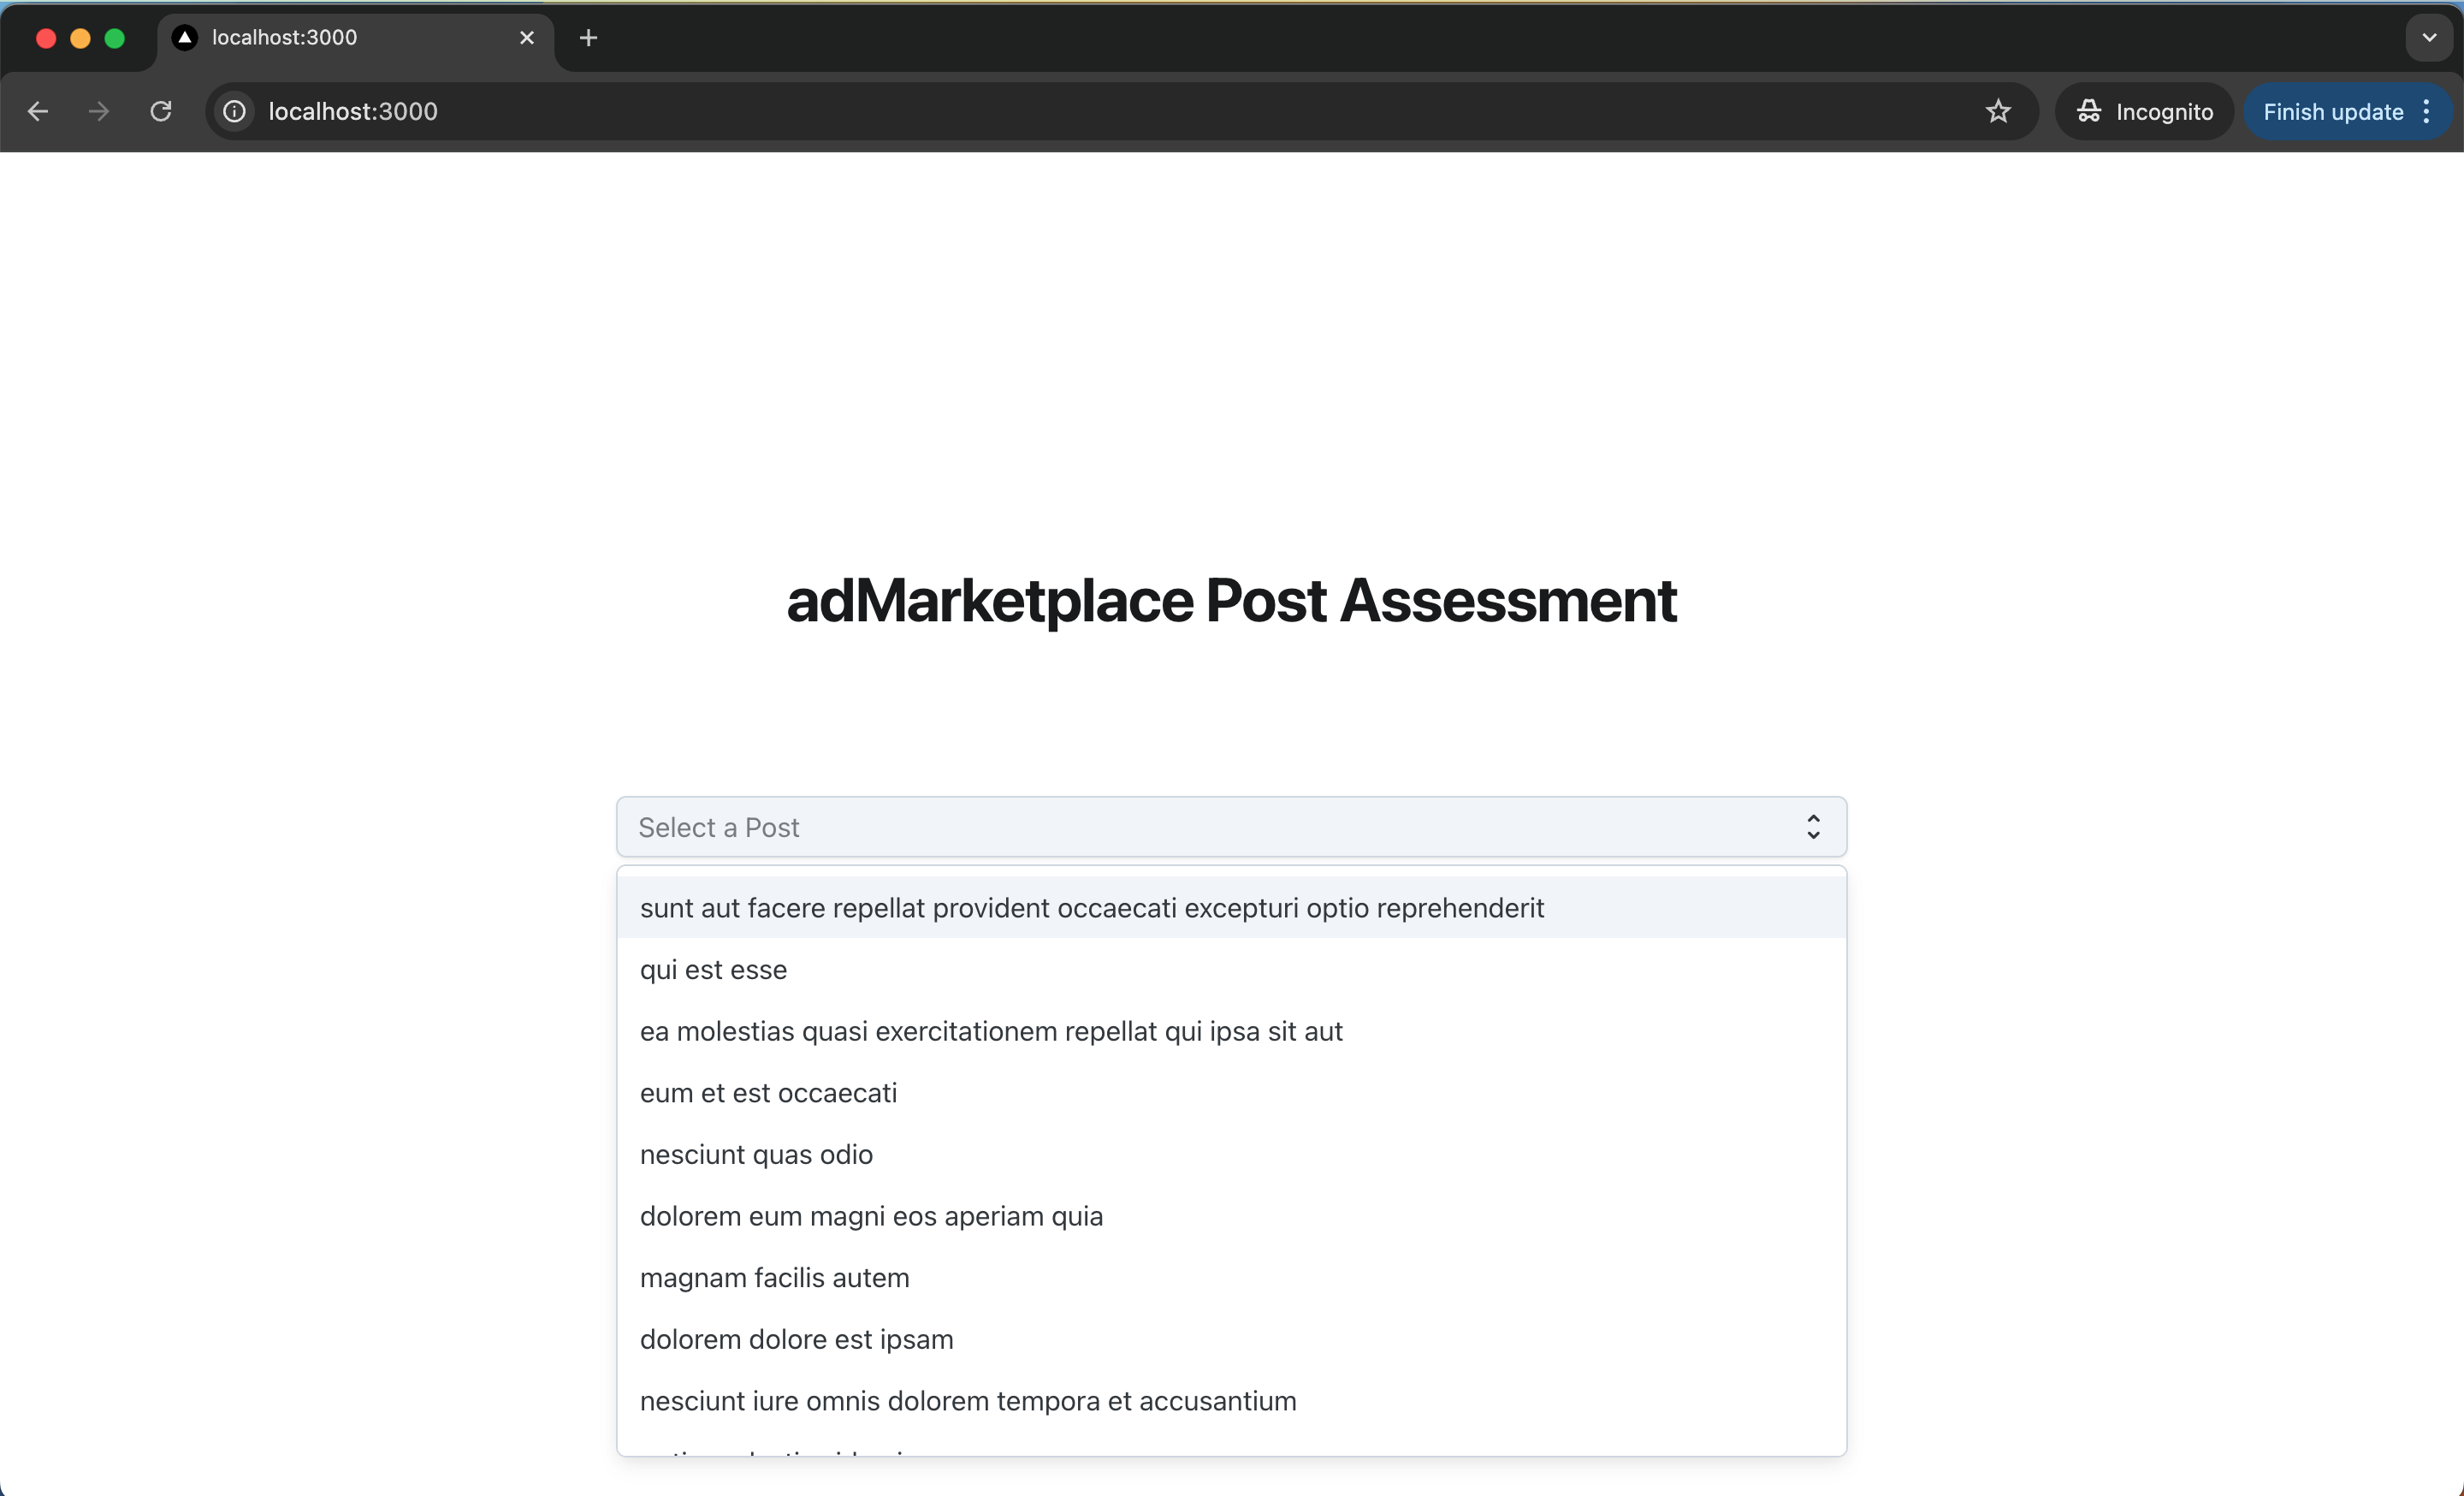 localhost:3000
localhost:3000
Incognito
Finish update
adMarketplace Post Assessment
Select a Post
sunt aut facere repellat provident occaecati excepturi optio reprehenderit
qui est esse
ea molestias quasi exercitationem repellat qui ipsa sit aut
eum et est occaecati
nesciunt quas odio
dolorem eum magni eos aperiam quia
magnam facilis autem
dolorem dolore est ipsam
nesciunt iure omnis dolorem tempora et accusantium